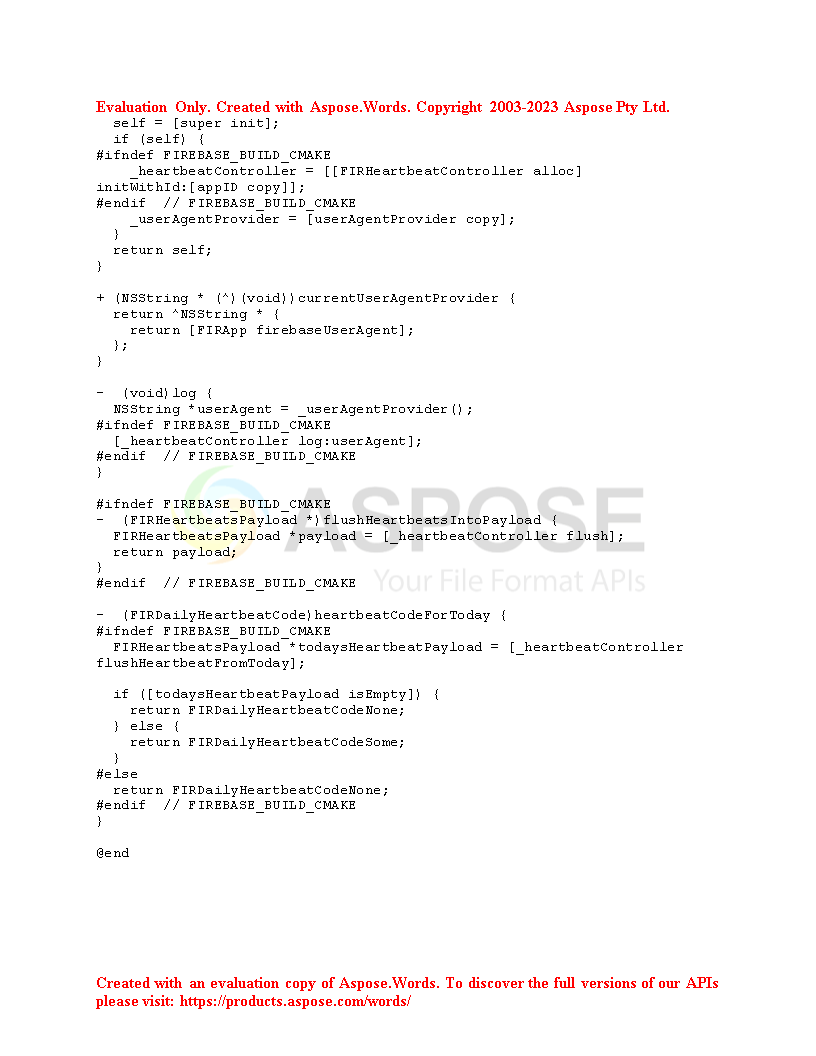 Evaluation Only. Created with Aspose.Words. Copyright 2003-2023 Aspose Pty Ltd.
  self = [super init];
  if (self) {
#ifndef FIREBASE_BUILD_CMAKE
    _heartbeatController = [[FIRHeartbeatController alloc]
initWithId:[appID copy]];
#endif  // FIREBASE_BUILD_CMAKE
    _userAgentProvider = [userAgentProvider copy];
  }
  return self;
}

+ (NSString * (^)(void))currentUserAgentProvider {
  return ^NSString * {
    return [FIRApp firebaseUserAgent];
  };
}

-  (void)log {
  NSString *userAgent = _userAgentProvider();
#ifndef FIREBASE_BUILD_CMAKE
  [_heartbeatController log:userAgent];
#endif  // FIREBASE_BUILD_CMAKE
}

#ifndef FIREBASE_BUILD_CMAKE
-  (FIRHeartbeatsPayload *)flushHeartbeatsIntoPayload {
  FIRHeartbeatsPayload *payload = [_heartbeatController flush];
  return payload;
}
#endif  // FIREBASE_BUILD_CMAKE
ASPOSE
Your File Format APIs

-  (FIRDailyHeartbeatCode)heartbeatCodeForToday {
#ifndef FIREBASE_BUILD_CMAKE
  FIRHeartbeatsPayload *todaysHeartbeatPayload = [_heartbeatController
flushHeartbeatFromToday];

  if ([todaysHeartbeatPayload isEmpty]) {
    return FIRDailyHeartbeatCodeNone;
  } else {
    return FIRDailyHeartbeatCodeSome;
  }
#else
  return FIRDailyHeartbeatCodeNone;
#endif  // FIREBASE_BUILD_CMAKE
}

@end

Created with an evaluation copy of Aspose.Words. To discover the full versions of our APIs
please visit: https://products.aspose.com/words/